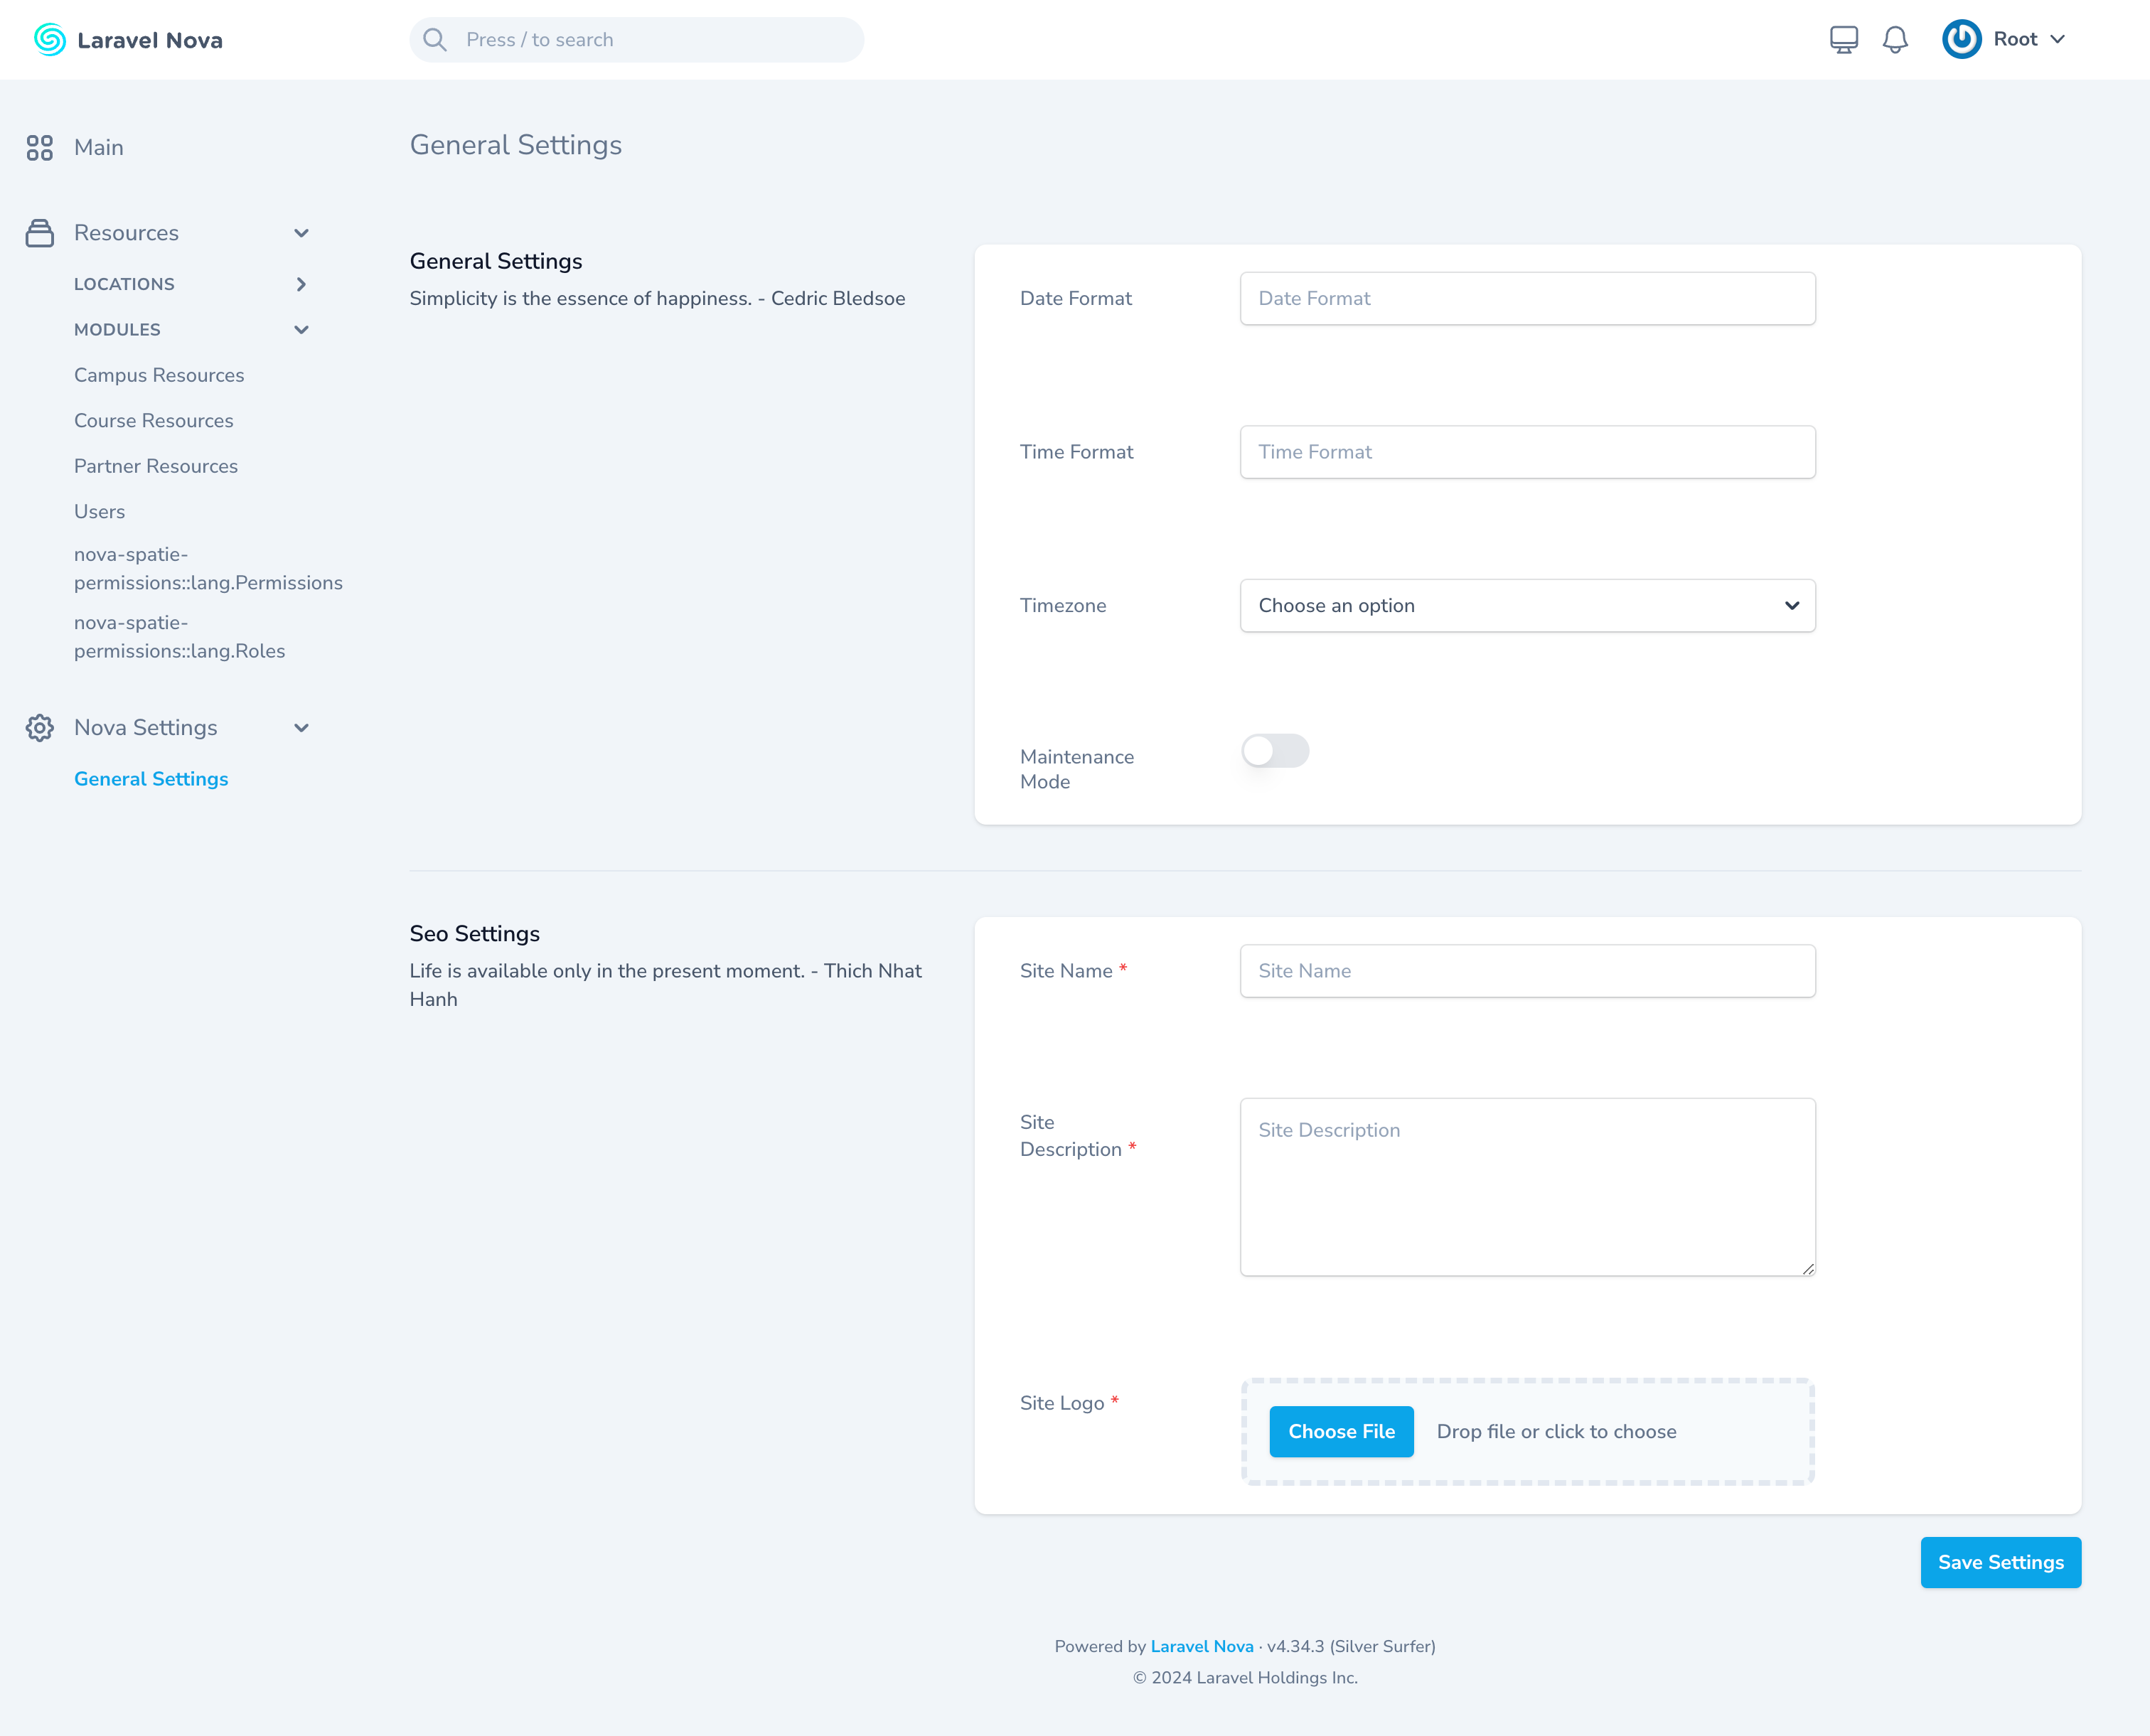 Laravel Nova
Press / to search
Root
Main
Resources
LOCATIONS
MODULES
Campus Resources
Course Resources
Partner Resources
Users
nova-spatie-
permissions::lang.Permissions
nova-spatie-
permissions::lang.Roles
Nova Settings
General Settings
General Settings
General Settings
Simplicity is the essence of happiness. - Cedric Bledsoe
Date Format
Date Format
Time Format
Time Format
Timezone
Choose an option
Maintenance
Mode
Seo Settings
Life is available only in the present moment. - Thich Nhat
Hanh
Site Name *
Site Name
Site
Description *
Site Description
Site Logo *
Choose File
Drop file or click to choose
Save Settings
Powered by Laravel Nova · v4.34.3 (Silver Surfer)
© 2024 Laravel Holdings Inc.